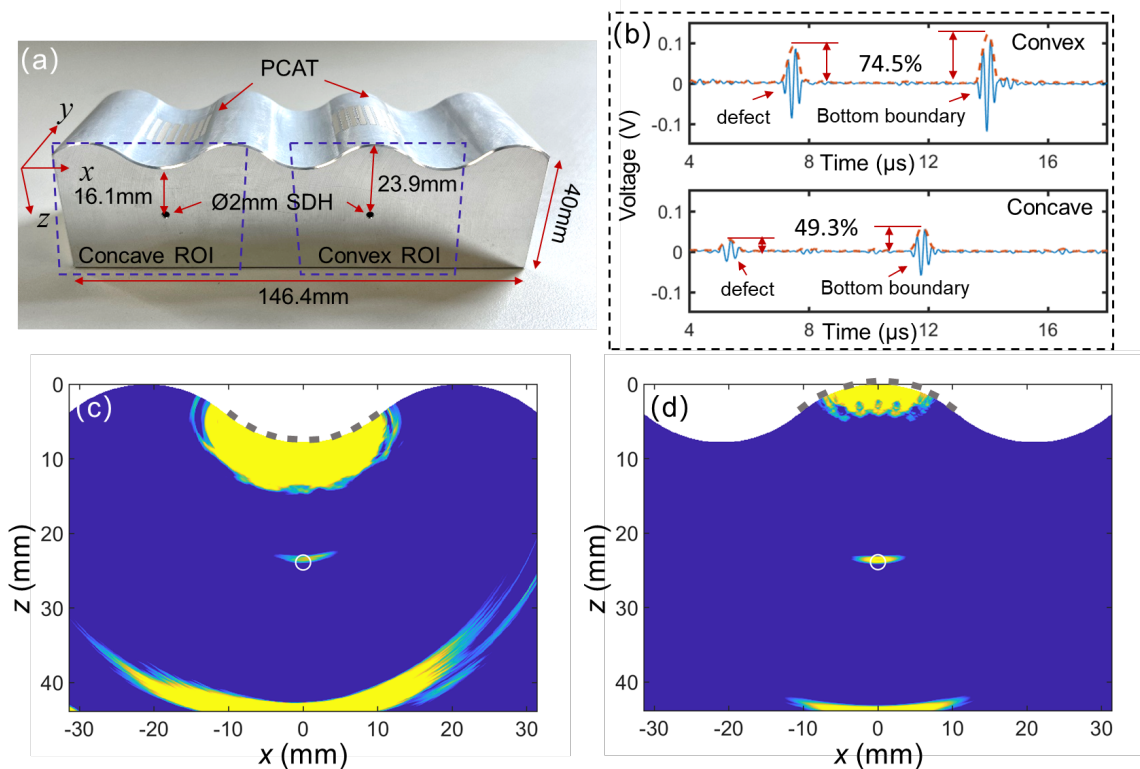 (a)
PCAT
y
x
z
16.1mm
Ø2mm SDH
23.9mm
40mm
Concave ROI
Convex ROI
146.4mm
(b)
Voltage (V)
0.1
0
-0.1
74.5%
Convex
defect
Bottom boundary
4
8
12
16
Time (μs)
0.1
0
-0.1
49.3%
Concave
defect
Bottom boundary
4
8
12
16
Time (μs)
(c)
z (mm)
0
10
20
30
40
-30
-20
-10
0
10
20
30
x (mm)
(d)
z (mm)
0
10
20
30
40
-30
-20
-10
0
10
20
30
x (mm)